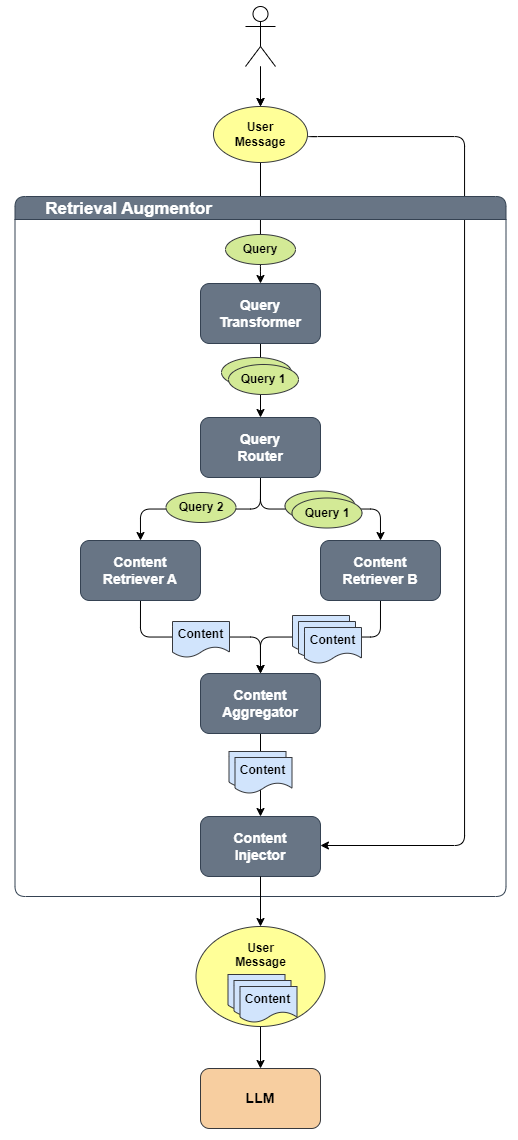 User
Message
Retrieval Augmentor
Query
Query
Transformer
Query 1
Query
Router
Query 2
Query 1
Content
Retriever A
Content
Retriever B
Content
Content
Content
Aggregator
Content
Content
Injector
User
Message
Content
LLM